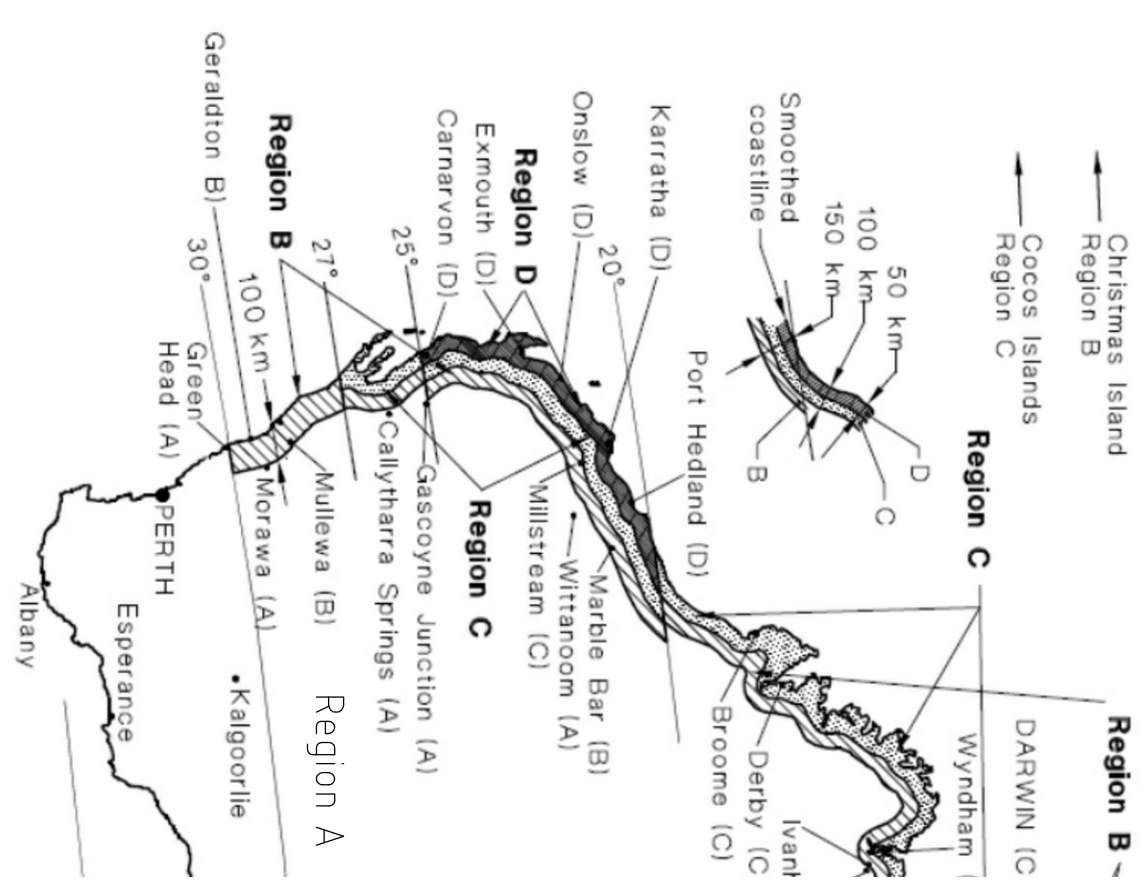 Christmas Island
Region B
Region B
Cocos Islands
Region C
DARWIN (C
Region C
Wyndham (
D
50 km
C
100 km
150 km
Smoothed
coastline
B
Derby (C
Broome (C)
Port Hedland (D)
Karratha (D)
20°
Marble Bar (B)
Onslow (D)
Wittanoom (A)
Millstream (C)
Region D
Exmouth (D)
Region C
Carnarvon (D)
Gascoyne Junction (A)
25°
Callytharra Springs (A)
Region A
27°
Mullewa (B)
Region B
Morawa (A)
100 km
Kalgoorlie
Geraldton B)
30°
Green
Head (A)
PERTH
Esperance
Albany